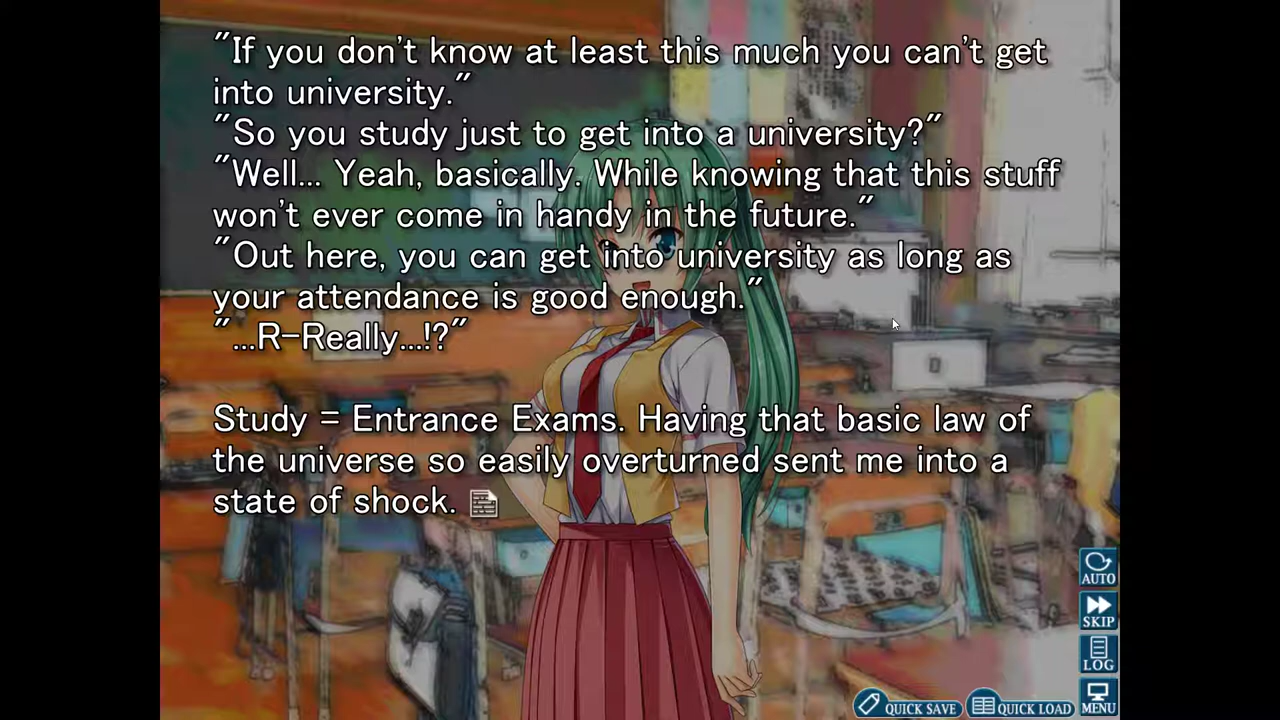 "If you don't know at least this much you can't get
into university."
"So you study just to get into a university?"
"Well... Yeah, basically. While knowing that this stuff
won't ever come in handy in the future."
"Out here, you can get into university as long as
your attendance is good enough."
"...R-Really...!?"
Study = Entrance Exams. Having that basic law of
the universe so easily overturned sent me into a
state of shock.
AUTO
SKIP
LOG
MENU
QUICK SAVE
QUICK LOAD